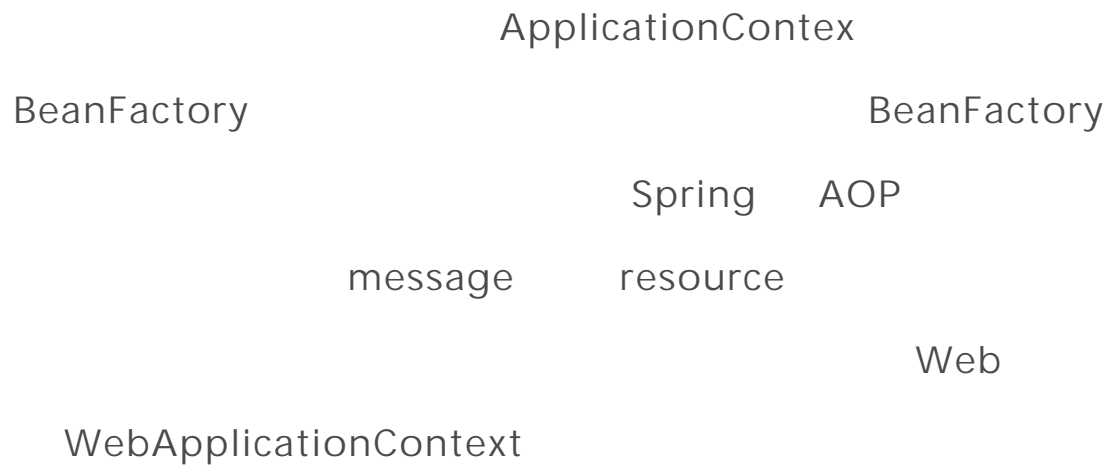 ApplicationContex
BeanFactory BeanFactory
Spring AOP
message resource
Web
WebApplicationContext